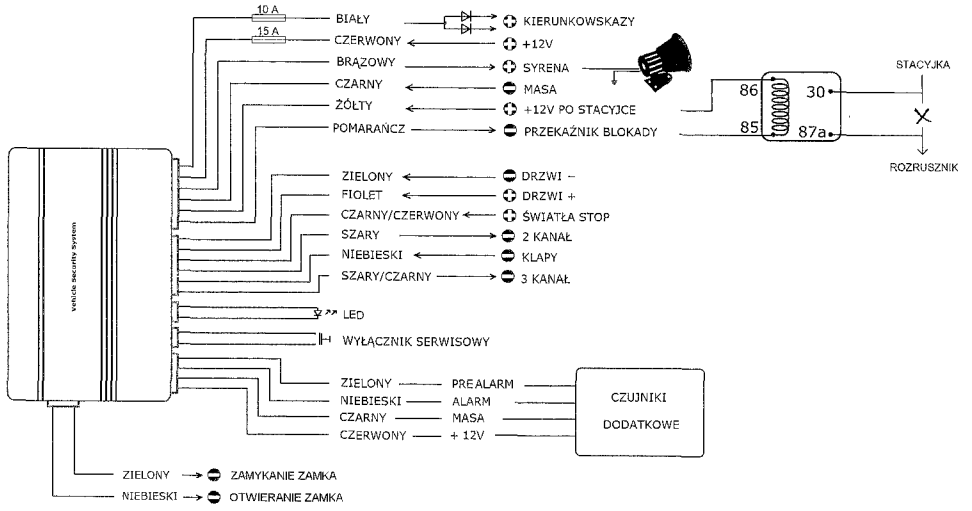 10 A
BIAŁY
KIERUNKOWSKAZY
15 A
CZERWONY
+12V
BRĄZOWY
SYRENA
CZARNY
MASA
ŻÓŁTY
+12V PO STACYJCE
POMARAŃCZ
PRZEKAŹNIK BLOKADY
86
30
85
87a
STACYJKA
ROZRUSZNIK
Vehicle Security System
ZIELONY
DRZWI −
FIOLET
DRZWI +
CZARNY/CZERWONY
ŚWIATŁA STOP
SZARY
2 KANAŁ
NIEBIESKI
KLAPY
SZARY/CZARNY
3 KANAŁ
LED
WYŁĄCZNIK SERWISOWY
ZIELONY
PREALARM
NIEBIESKI
ALARM
CZARNY
MASA
CZERWONY
+ 12V
CZUJNIKI
DODATKOWE
ZIELONY
ZAMYKANIE ZAMKA
NIEBIESKI
OTWIERANIE ZAMKA